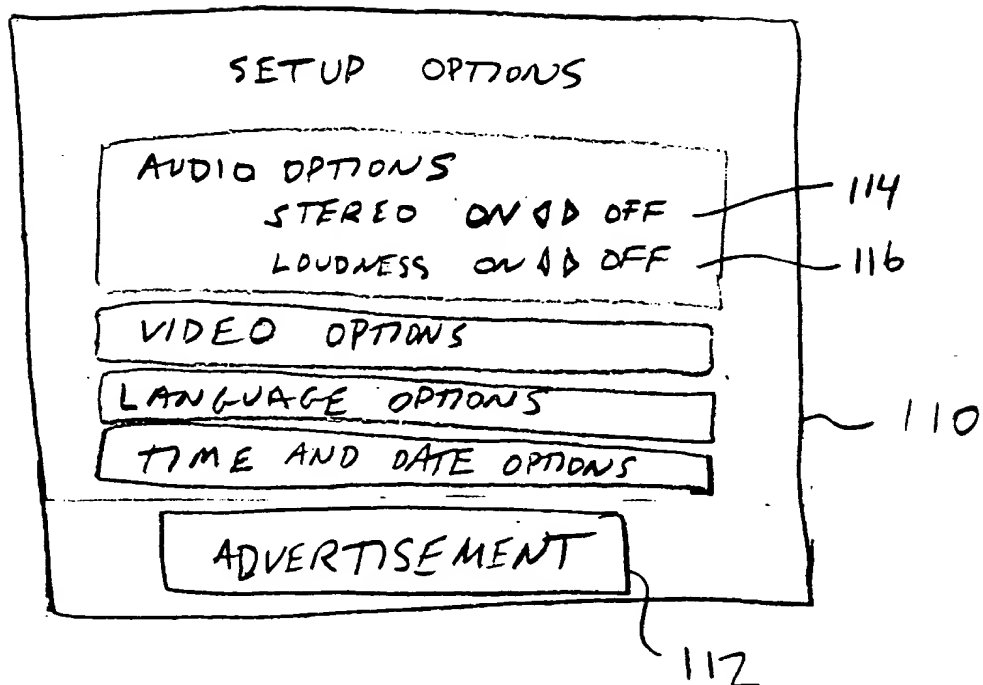 SETUP OPTIONS
AUDIO OPTIONS
STEREO ON ◁ ▷ OFF
114
LOUDNESS ON ◁ ▷ OFF
116
VIDEO OPTIONS
LANGUAGE OPTIONS
110
TIME AND DATE OPTIONS
ADVERTISEMENT
112